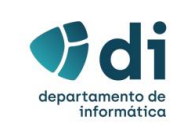 di
departamento de
informática